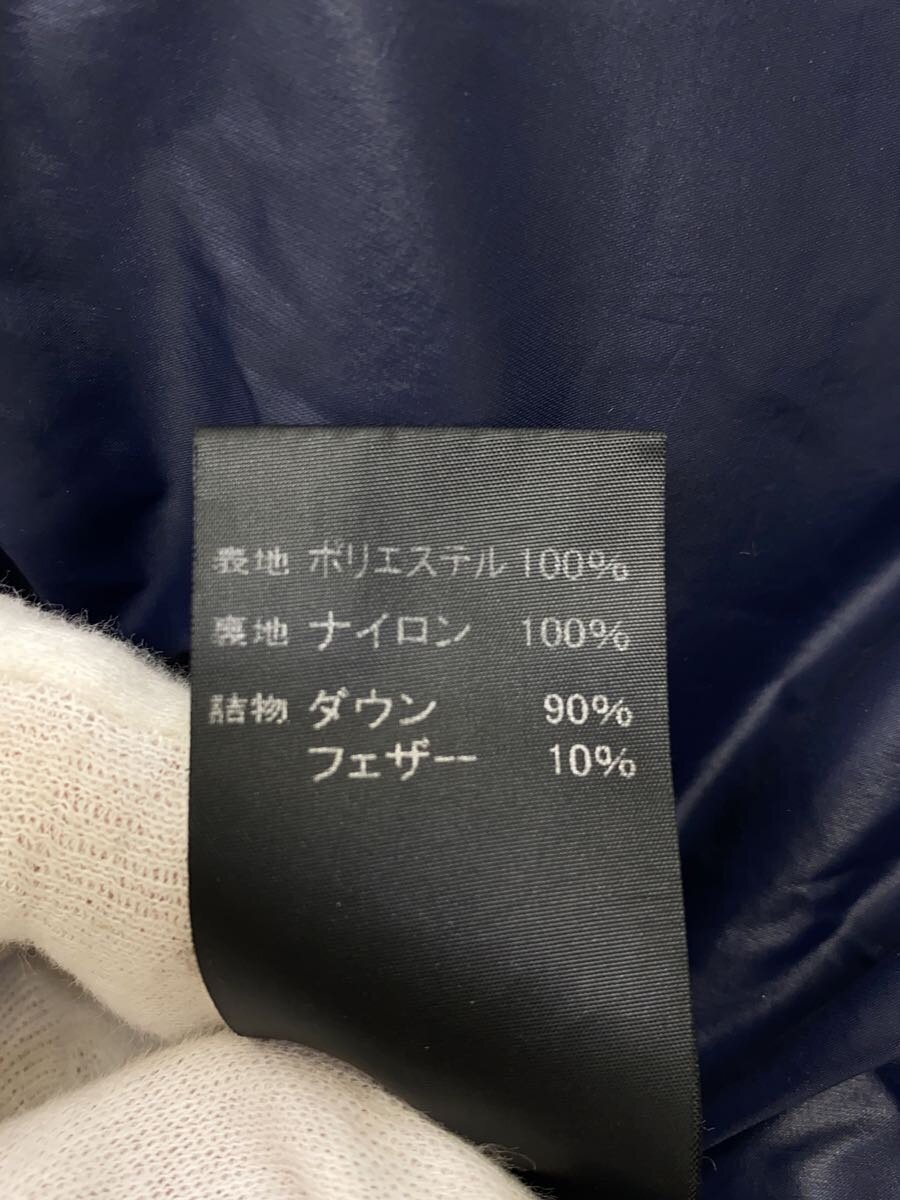 表地 ポリエステル 100%
裏地 ナイロン 100%
詰物 ダウン 90%
フェザー 10%